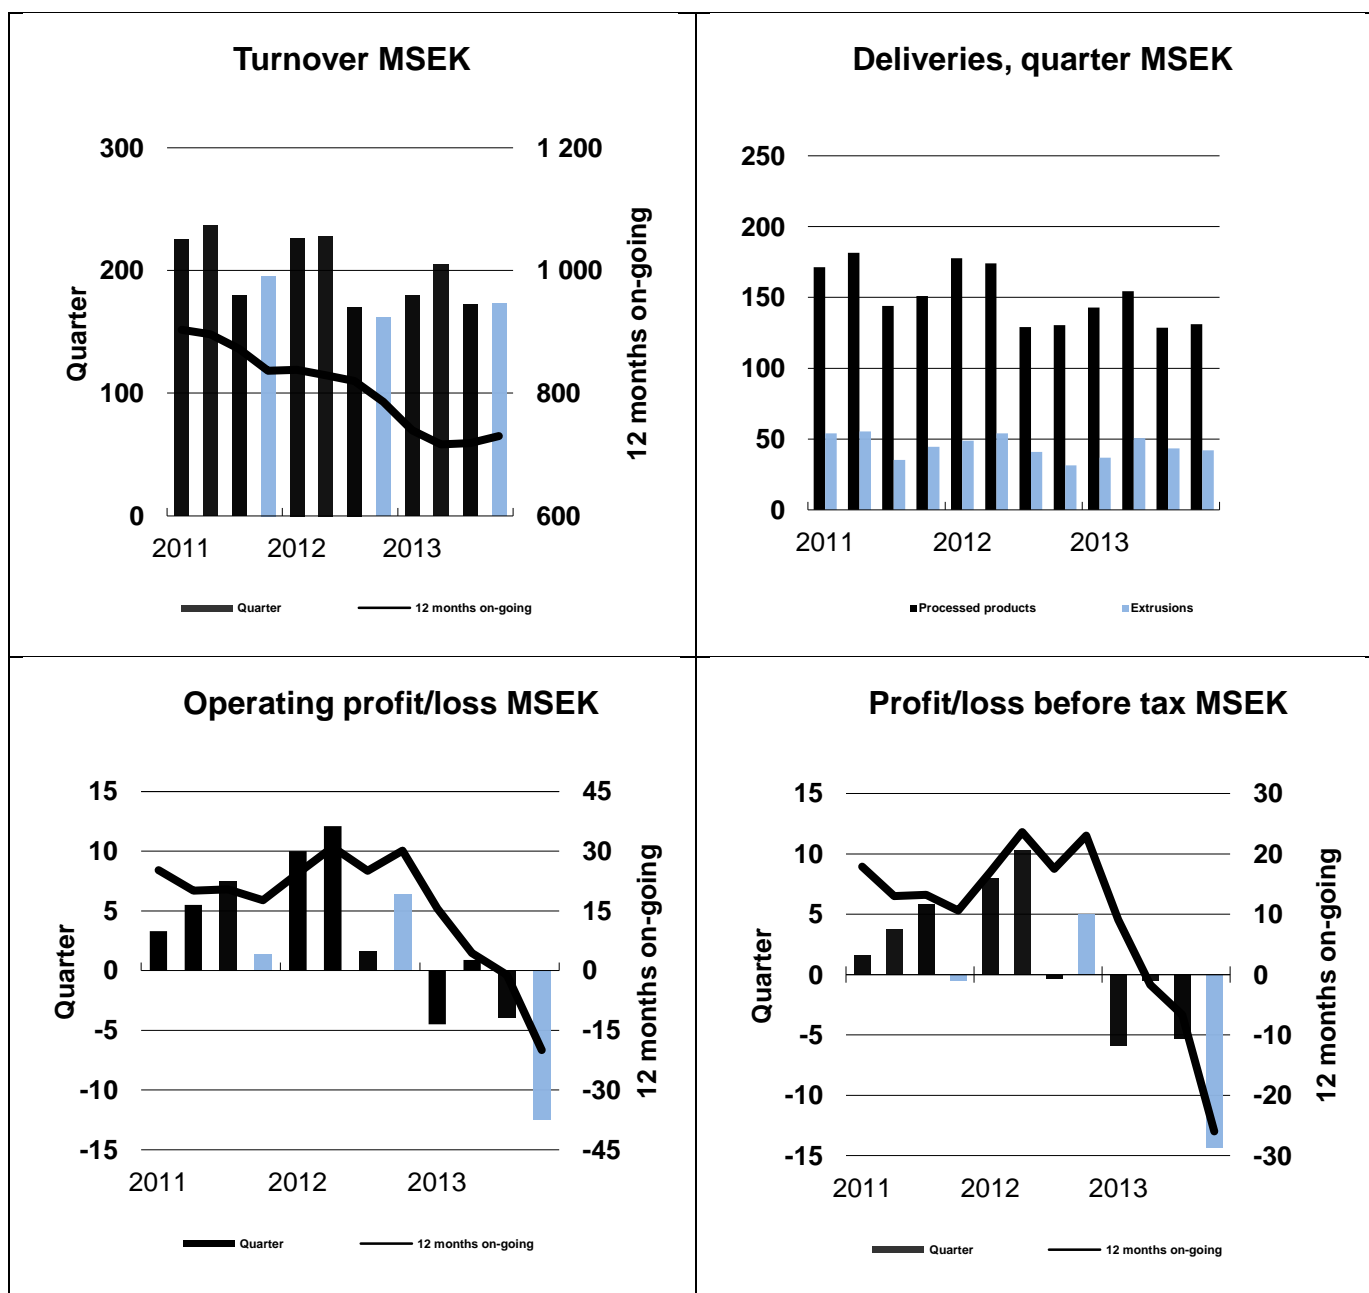 Turnover MSEK
300
200
100
0
Quarter
1 200
1 000
800
600
12 months on-going
2011 2012 2013
Quarter 12 months on-going
Deliveries, quarter MSEK
250
200
150
100
50
0
2011 2012 2013
Processed products Extrusions
Operating profit/loss MSEK
15
10
5
0
-5
-10
-15
Quarter
45
30
15
0
-15
-30
-45
12 months on-going
2011 2012 2013
Quarter 12 months on-going
Profit/loss before tax MSEK
15
10
5
0
-5
-10
-15
Quarter
30
20
10
0
-10
-20
-30
12 months on-going
2011 2012 2013
Quarter 12 months on-going